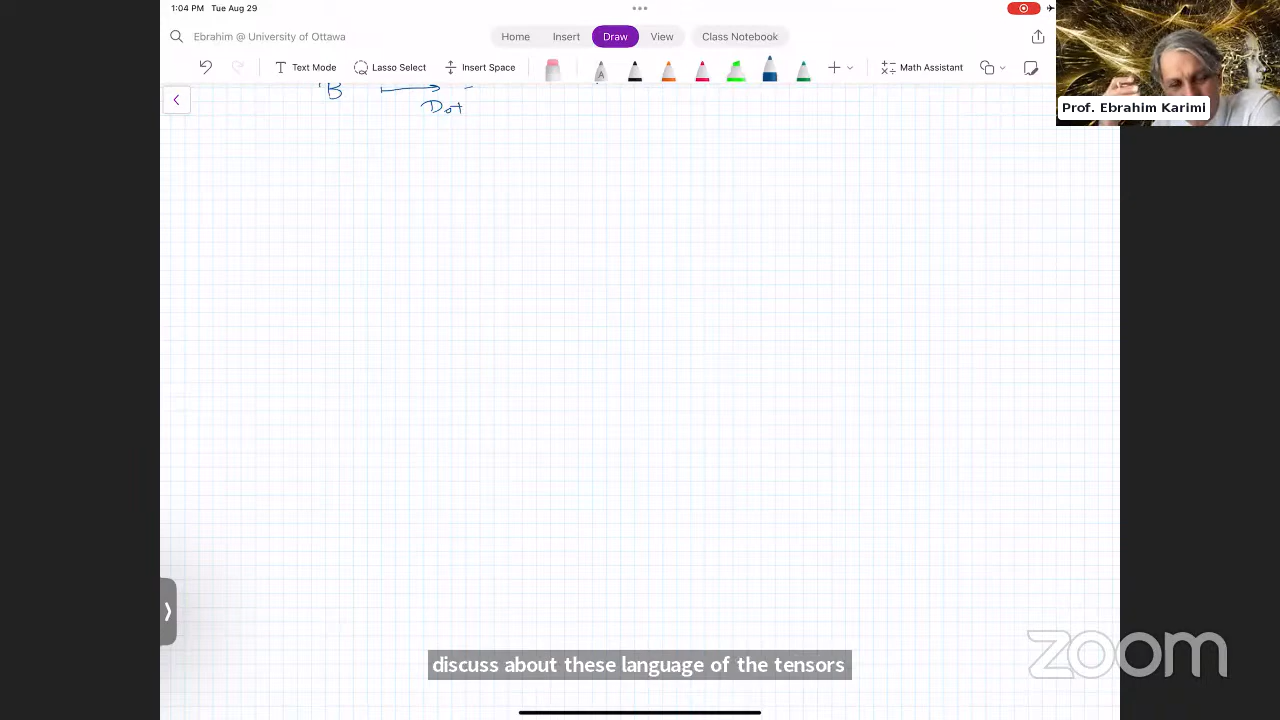 1:04 PM Tue Aug 29
Ebrahim @ University of Ottawa
Home Insert Draw View Class Notebook
Text Mode Lasso Select Insert Space Math Assistant
B
Dot
Prof. Ebrahim Karimi
discuss about these language of the tensors
zoom